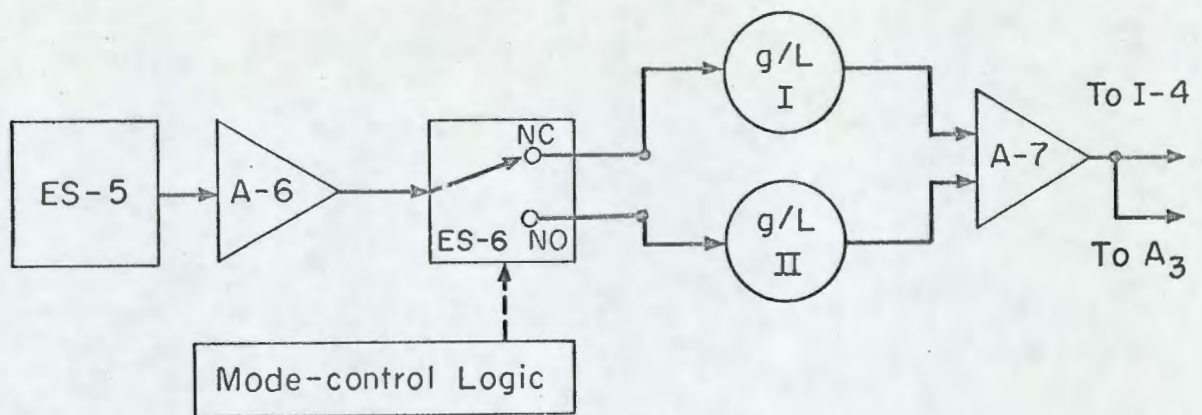 ES-5
A-6
NC
ES-6
NO
Mode-control Logic
g/L
I
g/L
II
A-7
To I-4
To A3